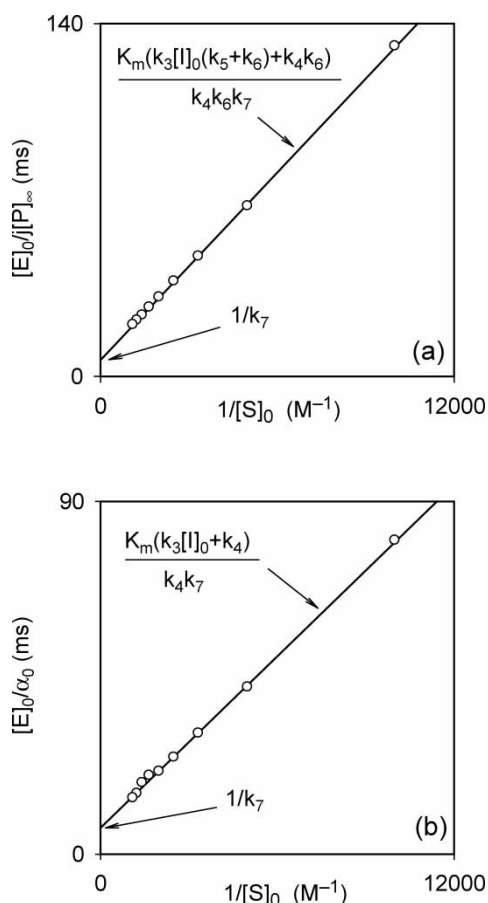 140
K_m(k_3[I]_0(k_5+k_6)+k_4k_6)
k_4k_6k_7
[E]_0/j[P]_∞ (ms)
1/k_7
(a)
0
0
1/[S]_0 (M^−1)
12000
90
K_m(k_3[I]_0+k_4)
k_4k_7
[E]_0/α_0 (ms)
1/k_7
(b)
0
0
1/[S]_0 (M^−1)
12000